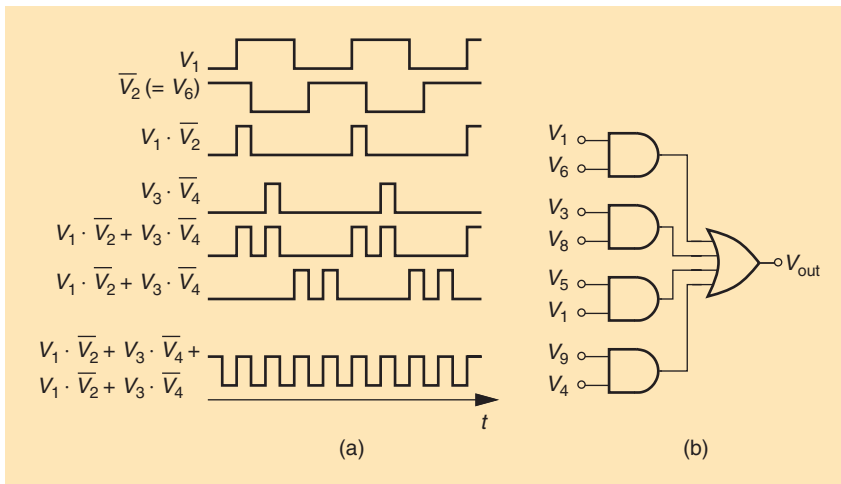 V₁
V̅₂ (= V₆)
V₁ · V̅₂
V₃ · V̅₄
V₁ · V̅₂ + V₃ · V̅₄
V₁ · V̅₂ + V₃ · V̅₄
V₁ · V̅₂ + V₃ · V̅₄ +
V₁ · V̅₂ + V₃ · V̅₄
t
(a)
V₁
V₆
V₃
V₈
V₅
V₁
V₉
V₄
Vout
(b)